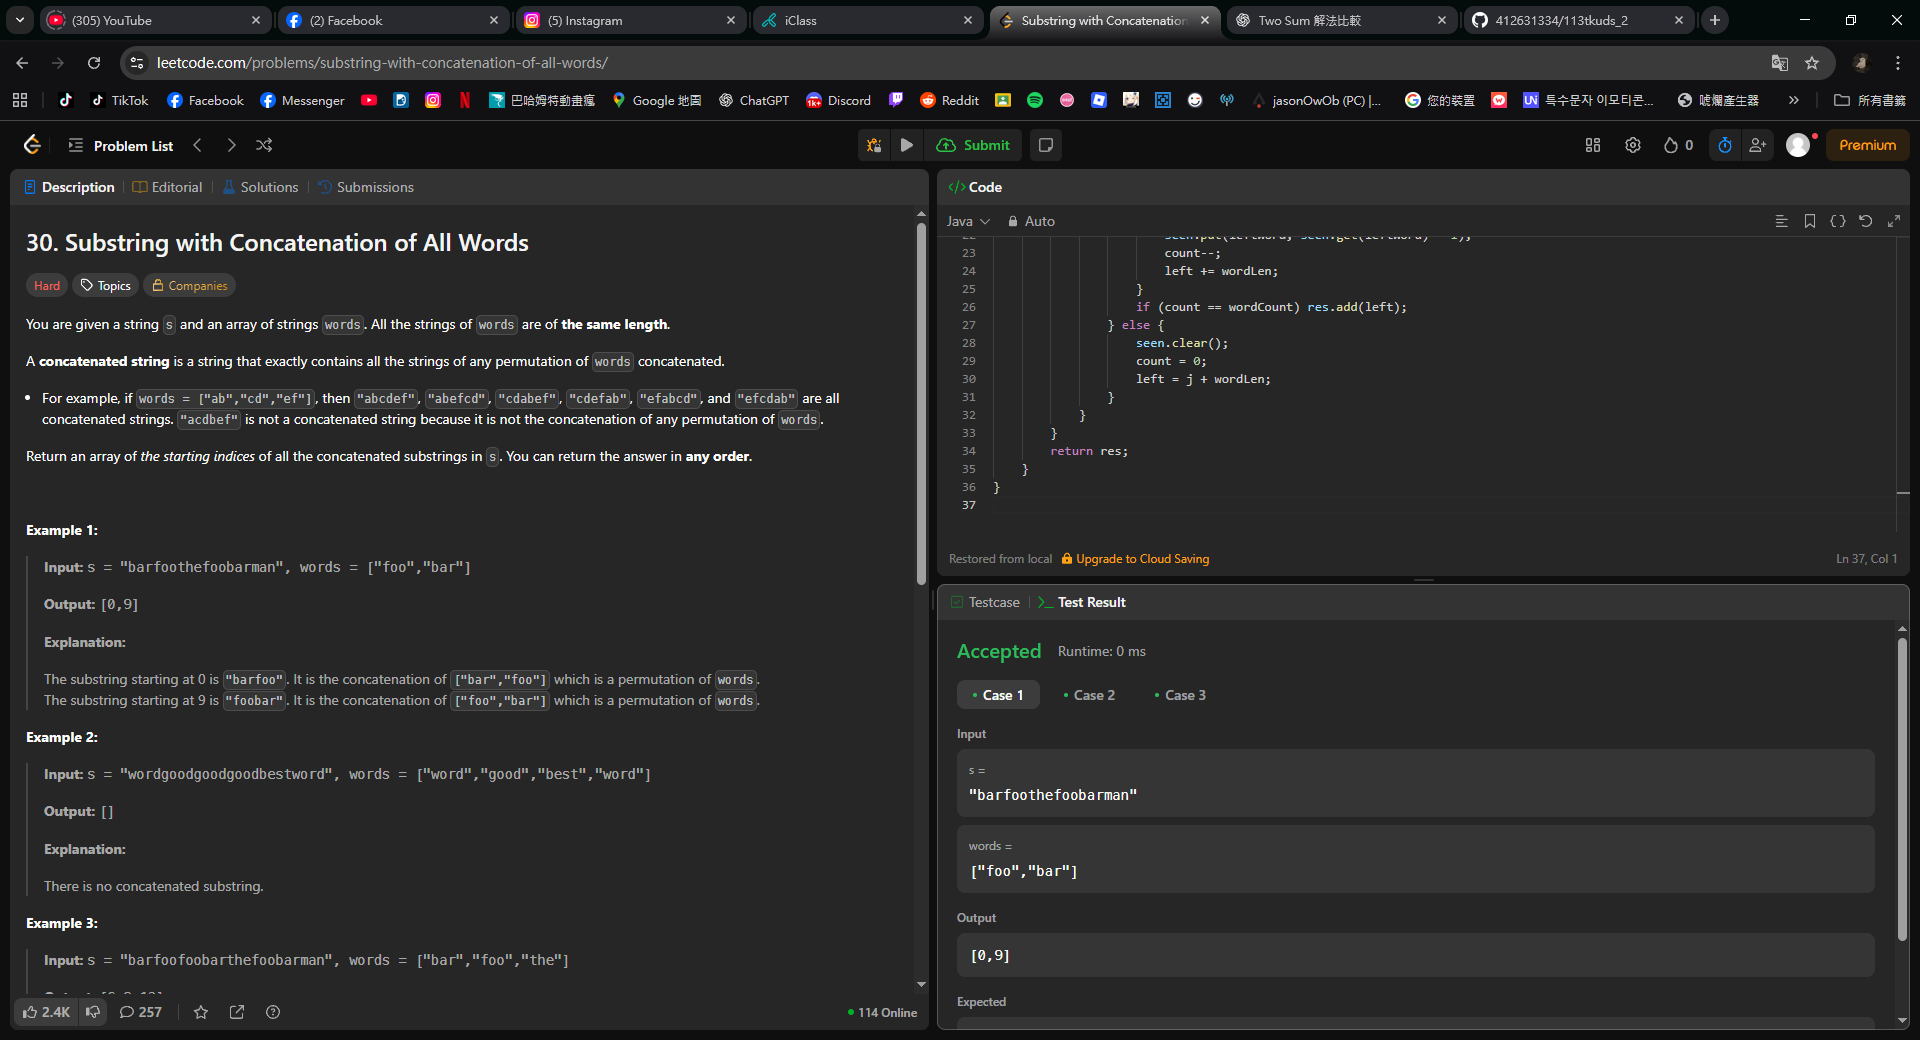 (305) YouTube
(2) Facebook
(5) Instagram
iClass
Substring with Concatenation
Two Sum 解法比較
412631334/113tkuds_2
leetcode.com/problems/substring-with-concatenation-of-all-words/
TikTok
Facebook
Messenger
巴哈姆特動畫瘋
Google 地圖
ChatGPT
Discord
Reddit
jasonOwOb (PC) |...
您的裝置
특수문자 이모티콘...
唬爛產生器
所有書籤
Problem List
Submit
0
Premium
Description
Editorial
Solutions
Submissions
30. Substring with Concatenation of All Words
Hard
Topics
Companies
You are given a string s and an array of strings words. All the strings of words are of the same length.
A concatenated string is a string that exactly contains all the strings of any permutation of words concatenated.
• For example, if words = ["ab","cd","ef"], then "abcdef", "abefcd", "cdabef", "cdefab", "efabcd", and "efcdab" are all
concatenated strings. "acdbef" is not a concatenated string because it is not the concatenation of any permutation of words.
Return an array of the starting indices of all the concatenated substrings in s. You can return the answer in any order.
Example 1:
Input: s = "barfoothefoobarman", words = ["foo","bar"]
Output: [0,9]
Explanation:
The substring starting at 0 is "barfoo". It is the concatenation of ["bar","foo"] which is a permutation of words.
The substring starting at 9 is "foobar". It is the concatenation of ["foo","bar"] which is a permutation of words.
Example 2:
Input: s = "wordgoodgoodgoodbestword", words = ["word","good","best","word"]
Output: []
Explanation:
There is no concatenated substring.
Example 3:
Input: s = "barfoofoobarthefoobarman", words = ["bar","foo","the"]
2.4K
257
114 Online
Code
Java
Auto
23 count--;
24 left += wordLen;
25 }
26 if (count == wordCount) res.add(left);
27 } else {
28 seen.clear();
29 count = 0;
30 left = j + wordLen;
31 }
32 }
33 }
34 return res;
35 }
36 }
37
Restored from local
Upgrade to Cloud Saving
Ln 37, Col 1
Testcase
Test Result
Accepted
Runtime: 0 ms
Case 1
Case 2
Case 3
Input
s =
"barfoothefoobarman"
words =
["foo","bar"]
Output
[0,9]
Expected